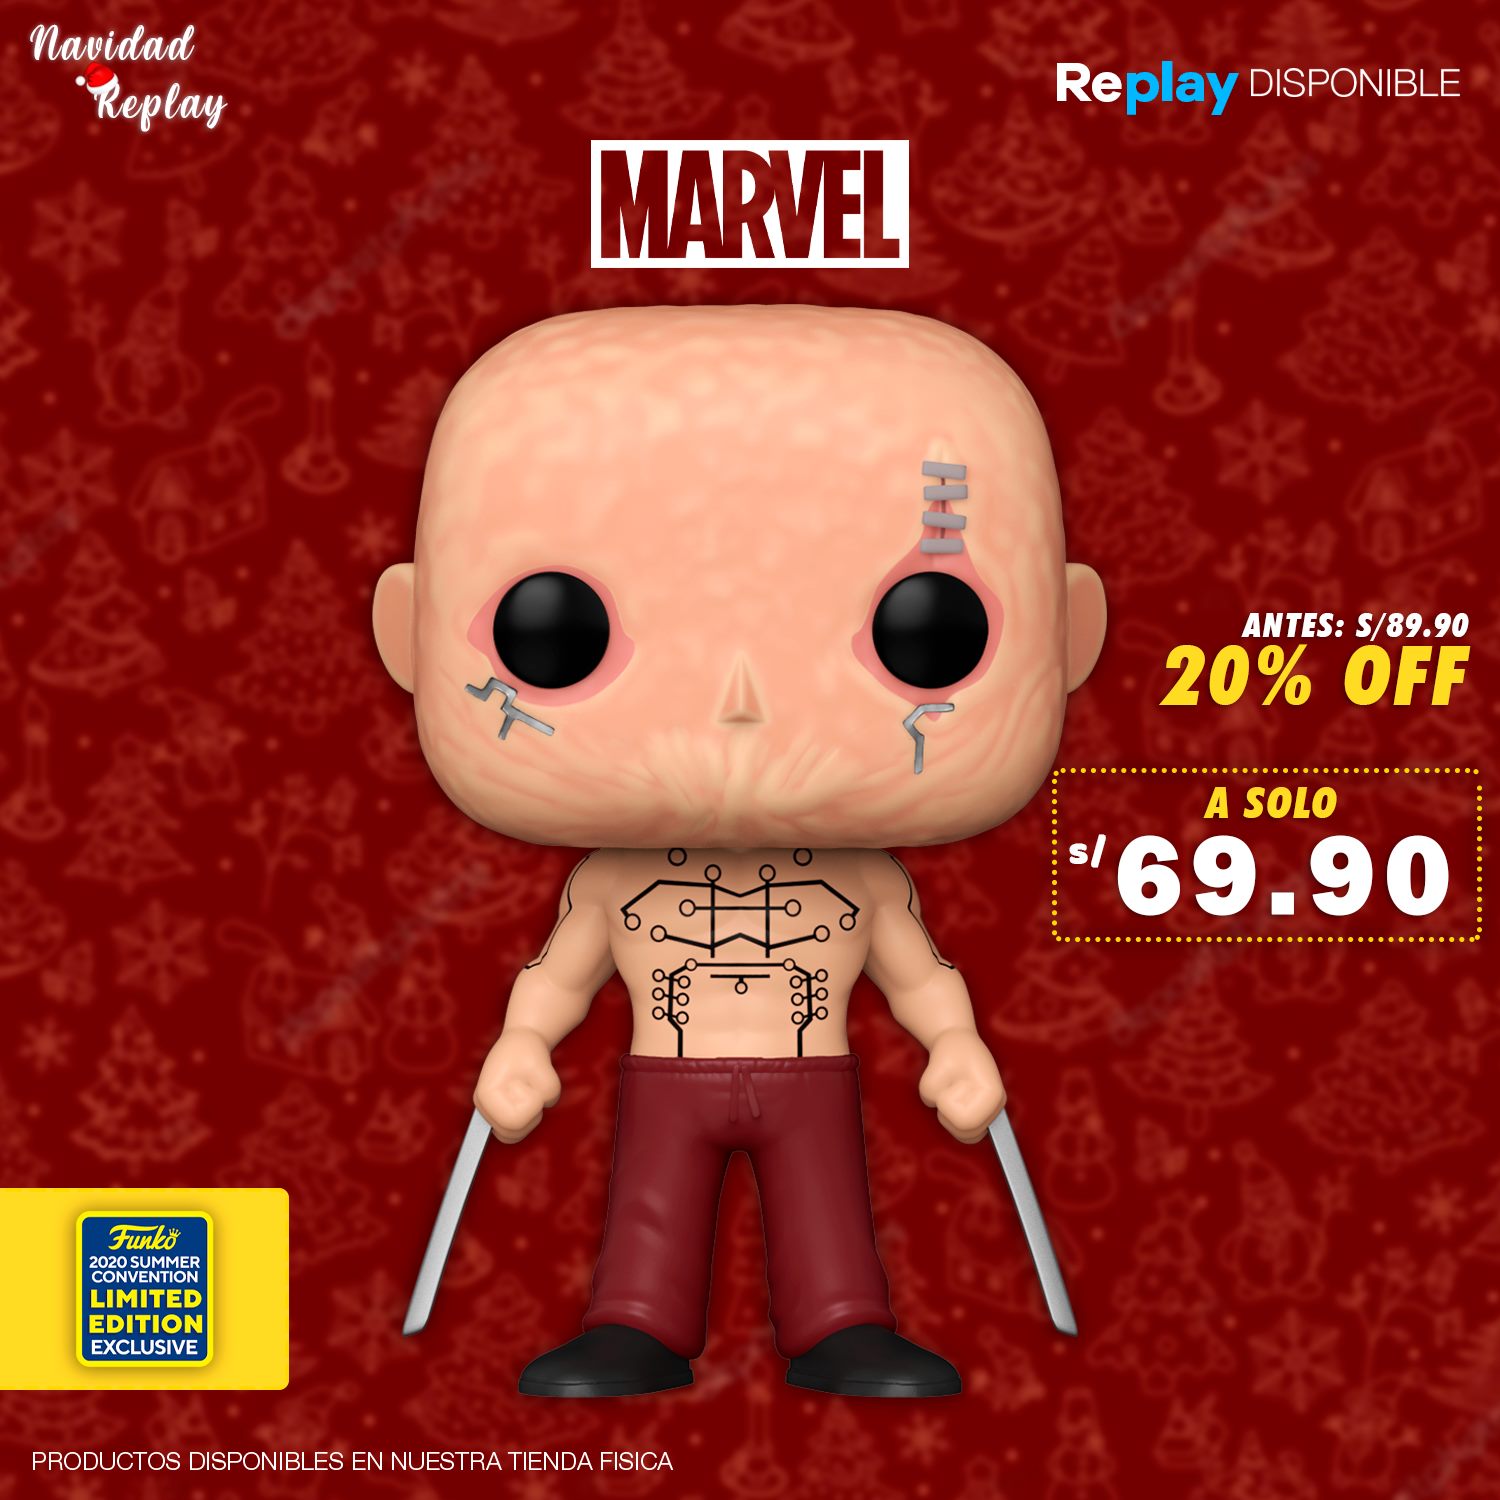 Navidad
Replay
Replay DISPONIBLE
MARVEL
ANTES: S/89.90
20% OFF
A SOLO
s/69.90
Funko
2020 SUMMER
CONVENTION
LIMITED
EDITION
EXCLUSIVE
PRODUCTOS DISPONIBLES EN NUESTRA TIENDA FISICA